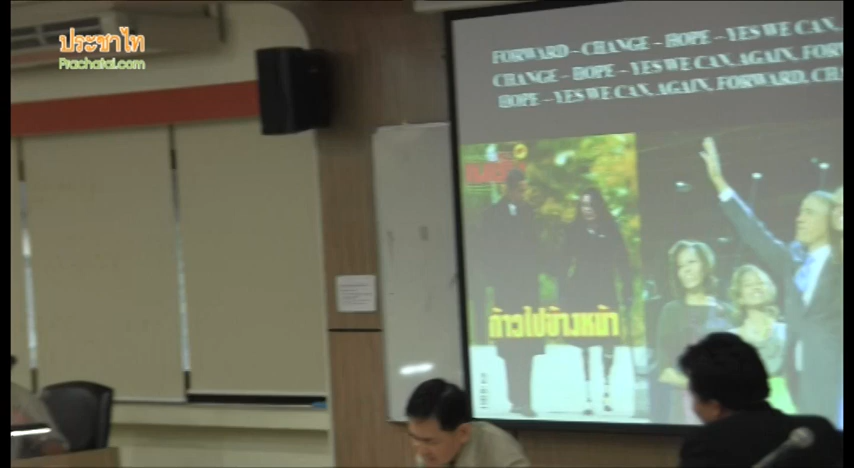 ประชาไท
Prachatai.com
FORWARD – CHANGE – HOPE – YES WE CAN.
CHANGE – HOPE – YES WE CAN, AGAIN, FOR
HOPE – YES WE CAN, AGAIN, FORWARD, CHA
ก้าวไปข้างหน้า